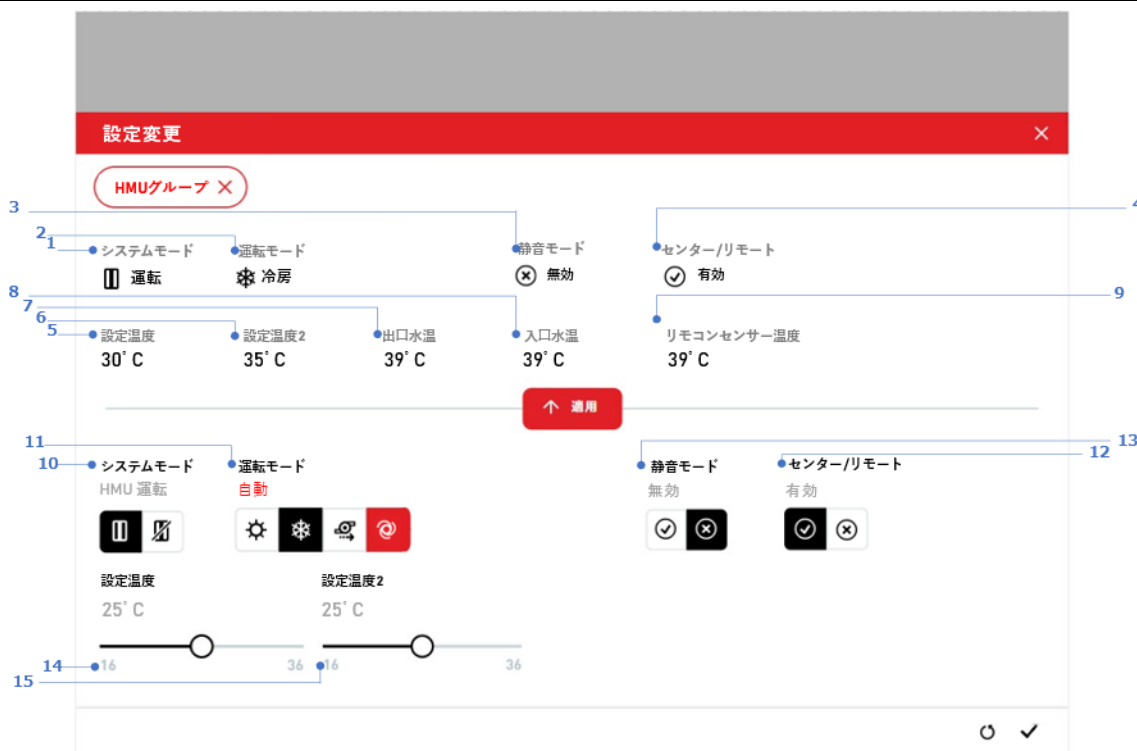 設定変更
HMUグループ
3
4
2
1
システムモード 運転モード 静音モード センター/リモート
運転 冷房 無効 有効
8
7
9
6
5
設定温度 設定温度2 出口水温 入口水温 リモコンセンサー温度
30°C 35°C 39°C 39°C 39°C
適用
11
13
12
10
システムモード 運転モード 静音モード センター/リモート
HMU 運転 自動 無効 有効
設定温度 設定温度2
25°C 25°C
14
16 36 16 36
15